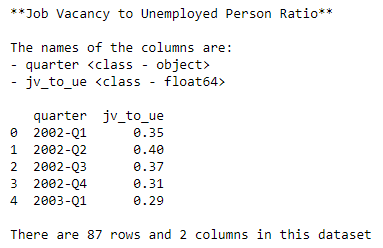 **Job Vacancy to Unemployed Person Ratio**
The names of the columns are:
- quarter <class - object>
- jv_to_ue <class - float64>
quarter jv_to_ue
0 2002-Q1 0.35
1 2002-Q2 0.40
2 2002-Q3 0.37
3 2002-Q4 0.31
4 2003-Q1 0.29
There are 87 rows and 2 columns in this dataset